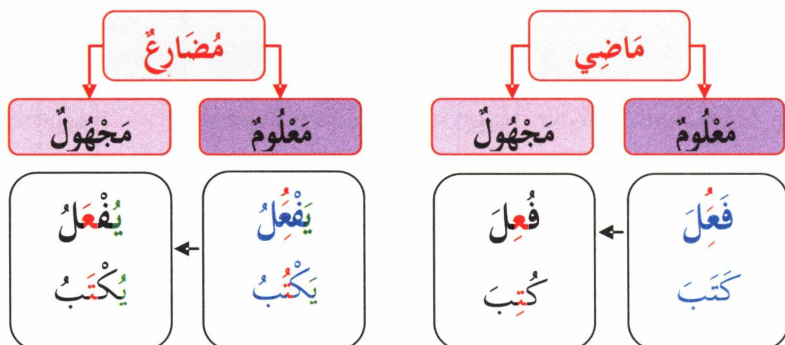 مَاضِي
مَعْلُومٌ
مَجْهُولٌ
فَعَُِلَ
كَتَبَ
فُعِلَ
كُتِبَ
مُضَارِعٌ
مَعْلُومٌ
مَجْهُولٌ
يَفْعَُِلُ
يَكْتُبُ
يُفْعَلُ
يُكْتَبُ